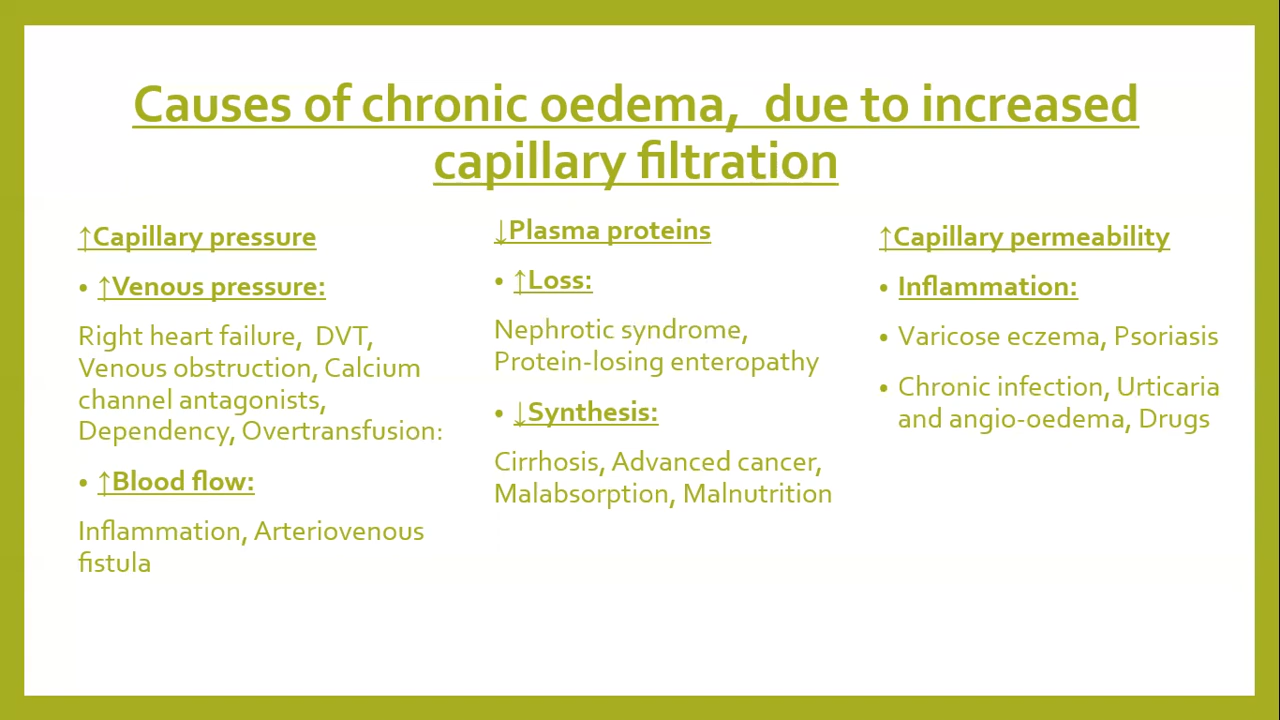 Causes of chronic oedema,  due to increased
capillary filtration
↑Capillary pressure
• ↑Venous pressure:
Right heart failure,  DVT,
Venous obstruction, Calcium
channel antagonists,
Dependency, Overtransfusion:
• ↑Blood flow:
Inflammation, Arteriovenous
fistula
↓Plasma proteins
• ↑Loss:
Nephrotic syndrome,
Protein-losing enteropathy
• ↓Synthesis:
Cirrhosis, Advanced cancer,
Malabsorption, Malnutrition
↑Capillary permeability
• Inflammation:
• Varicose eczema, Psoriasis
• Chronic infection, Urticaria
and angio-oedema, Drugs